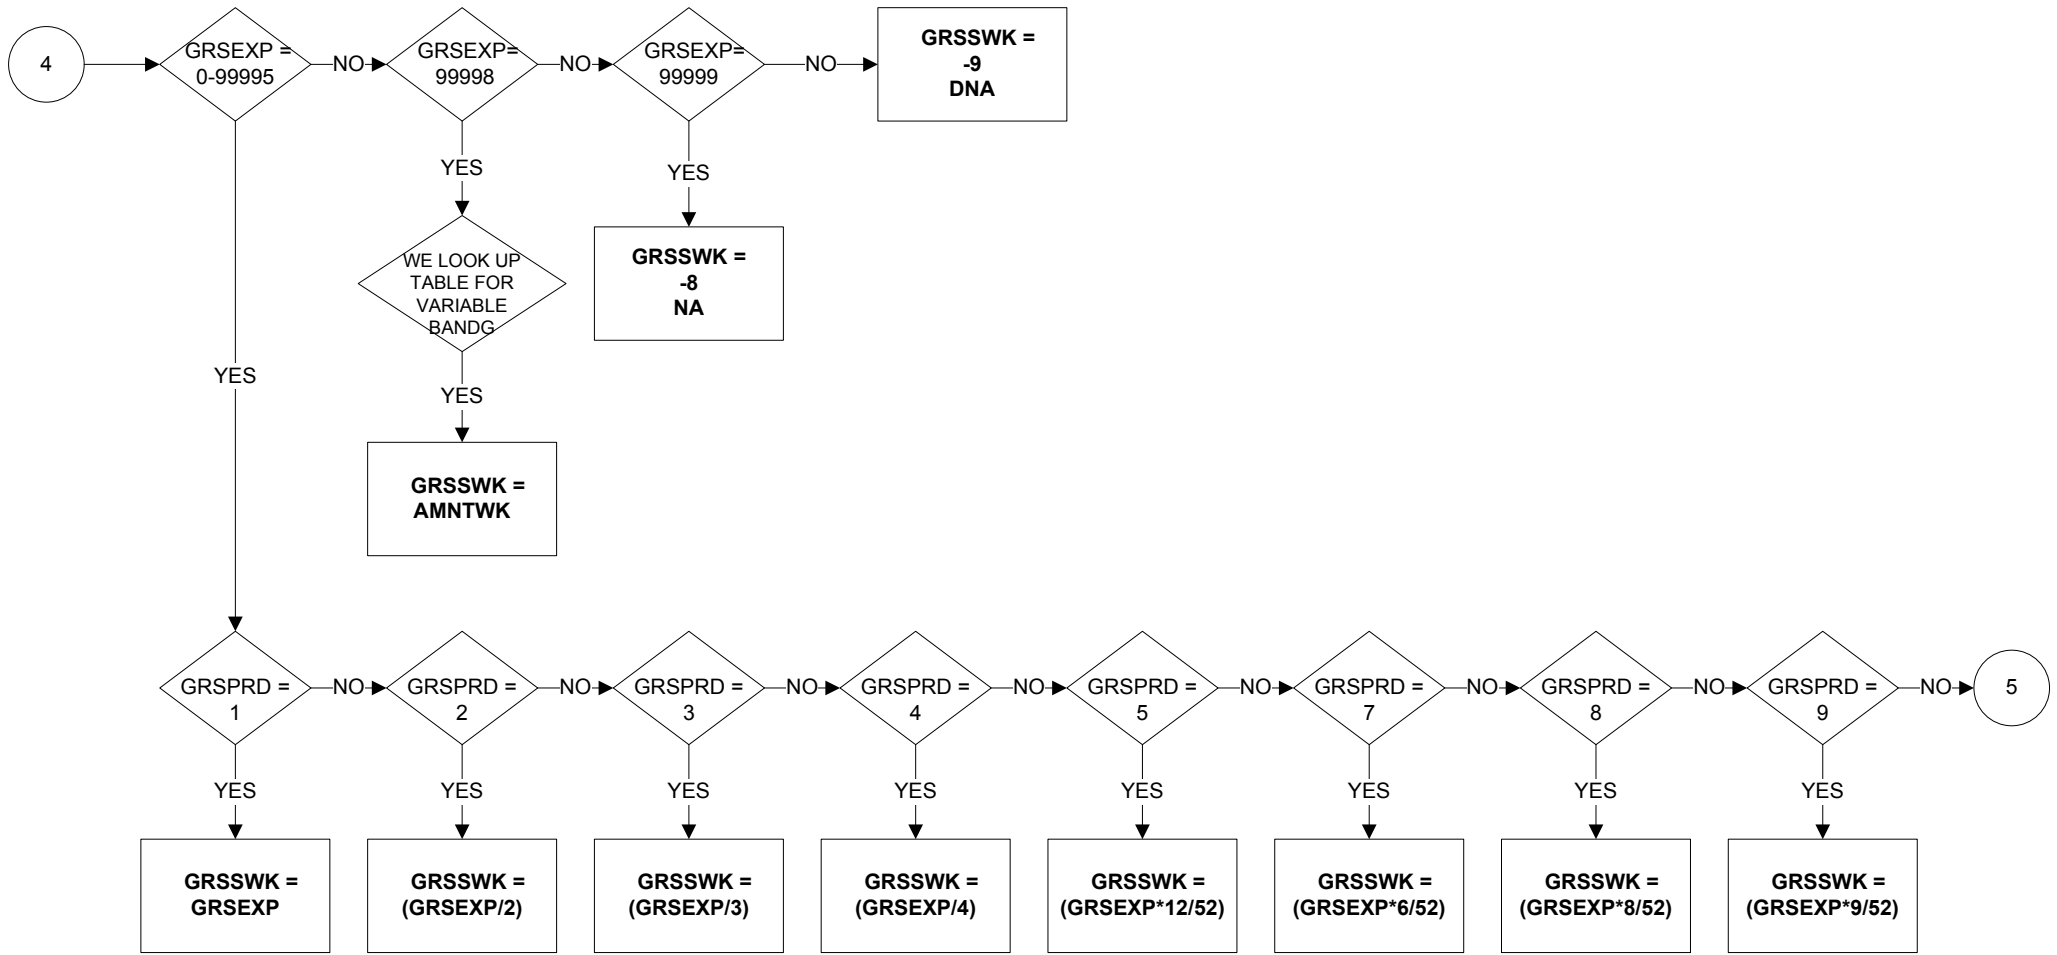 4
GRSEXP =
0-99995
NO
GRSEXP=
99998
NO
GRSEXP=
99999
NO
GRSSWK =
-9
DNA
YES
YES
WE LOOK UP
TABLE FOR
VARIABLE
BANDG
GRSSWK =
-8
NA
YES
YES
GRSSWK =
AMNTWK
GRSPRD =
1
NO
GRSPRD =
2
NO
GRSPRD =
3
NO
GRSPRD =
4
NO
GRSPRD =
5
NO
GRSPRD =
7
NO
GRSPRD =
8
NO
GRSPRD =
9
NO
5
YES
YES
YES
YES
YES
YES
YES
YES
GRSSWK =
GRSEXP
GRSSWK =
(GRSEXP/2)
GRSSWK =
(GRSEXP/3)
GRSSWK =
(GRSEXP/4)
GRSSWK =
(GRSEXP*12/52)
GRSSWK =
(GRSEXP*6/52)
GRSSWK =
(GRSEXP*8/52)
GRSSWK =
(GRSEXP*9/52)